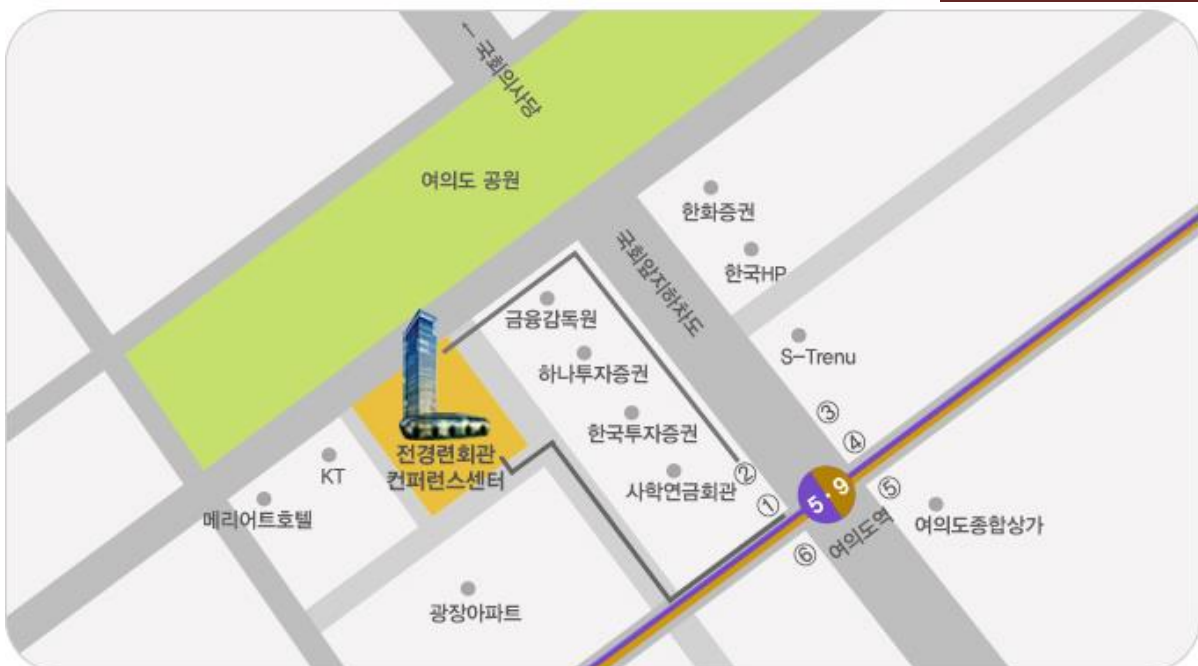 ← 국회의사당
여의도 공원
한화증권
국회앞지하차도
한국HP
금융감독원
S-Trenu
하나투자증권
한국투자증권
③
④
전경련회관
컨퍼런스센터
KT
사학연금회관
②
①
5·9
⑤
메리어트호텔
여의도역
여의도종합상가
⑥
광장아파트